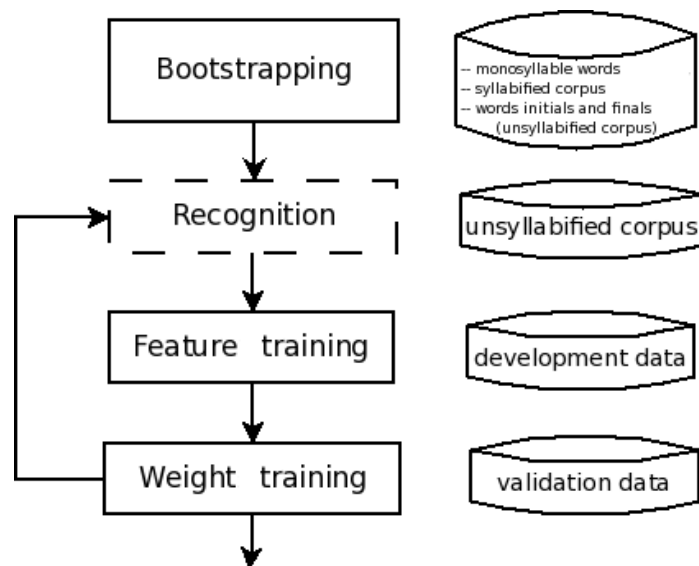 Bootstrapping
-- monosyllable words
-- syllabified corpus
-- words initials and finals
(unsyllabified corpus)
Recognition
unsyllabified corpus
Feature training
development data
Weight training
validation data